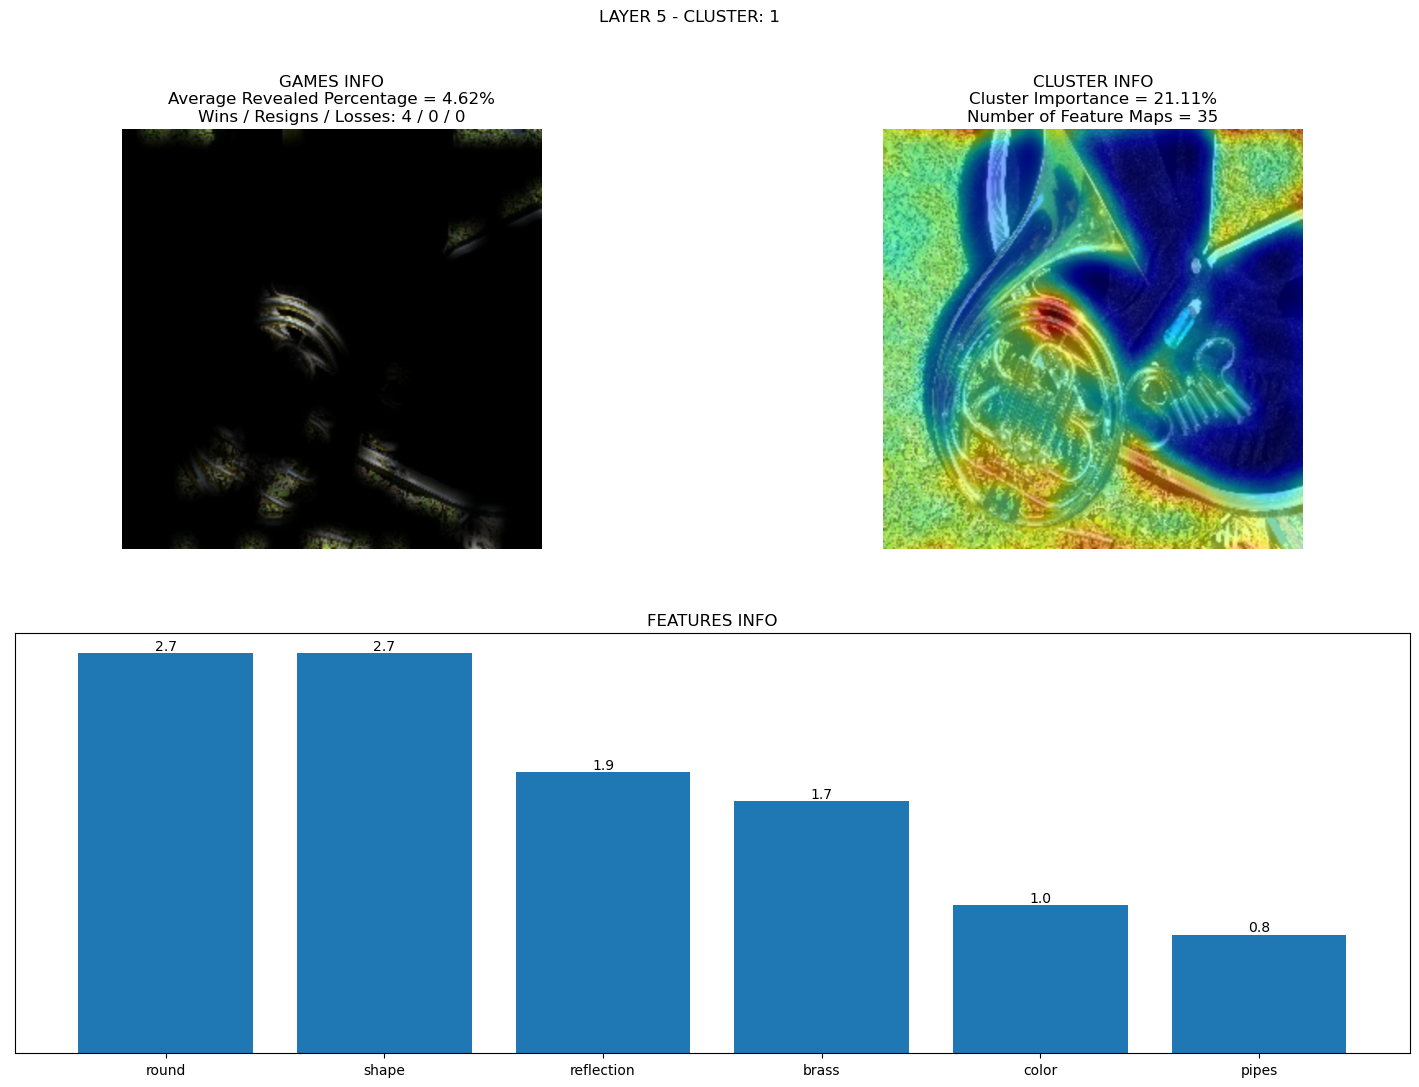 LAYER 5 - CLUSTER: 1
GAMES INFO
Average Revealed Percentage = 4.62%
Wins / Resigns / Losses: 4 / 0 / 0
CLUSTER INFO
Cluster Importance = 21.11%
Number of Feature Maps = 35
FEATURES INFO
2.7
2.7
1.9
1.7
1.0
0.8
round
shape
reflection
brass
color
pipes